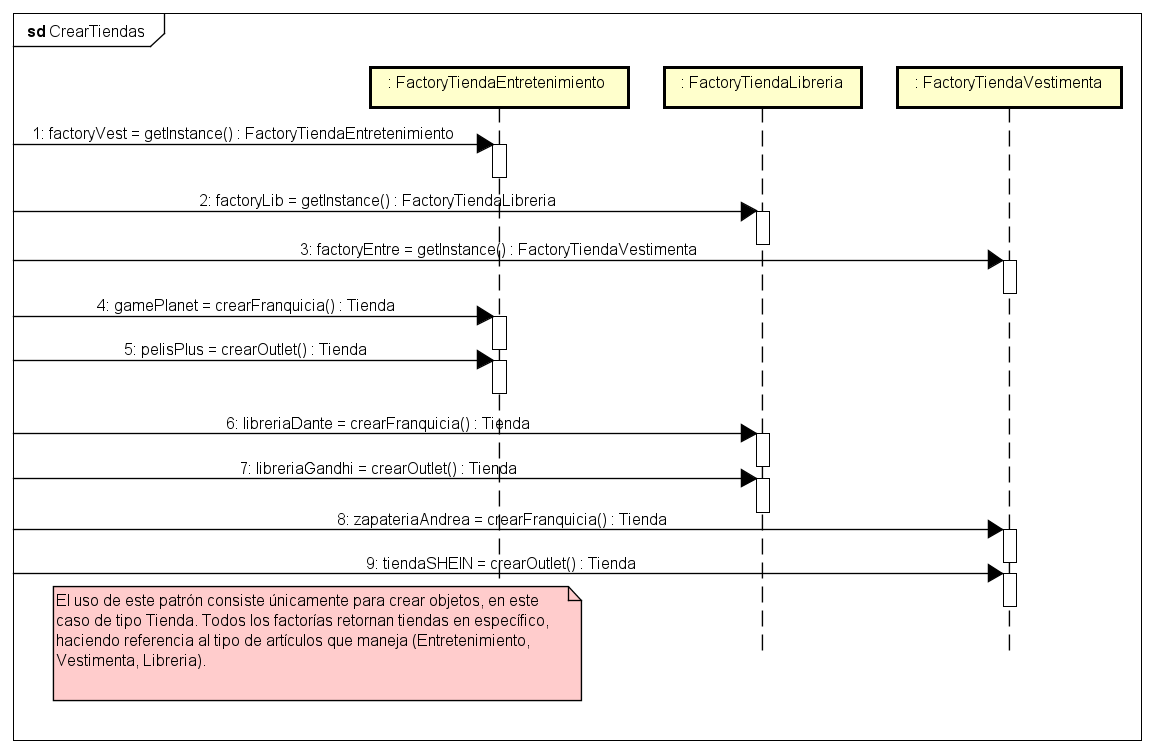 sd CrearTiendas
: FactoryTiendaEntretenimiento
: FactoryTiendaLibreria
: FactoryTiendaVestimenta
1: factoryVest = getInstance() : FactoryTiendaEntretenimiento
2: factoryLib = getInstance() : FactoryTiendaLibreria
3: factoryEntre = getInstance() : FactoryTiendaVestimenta
4: gamePlanet = crearFranquicia() : Tienda
5: pelisPlus = crearOutlet() : Tienda
6: libreriaDante = crearFranquicia() : Tienda
7: libreriaGandhi = crearOutlet() : Tienda
8: zapateriaAndrea = crearFranquicia() : Tienda
9: tiendaSHEIN = crearOutlet() : Tienda
El uso de este patrón consiste únicamente para crear objetos, en este
caso de tipo Tienda. Todos los factorías retornan tiendas en específico,
haciendo referencia al tipo de artículos que maneja (Entretenimiento,
Vestimenta, Libreria).